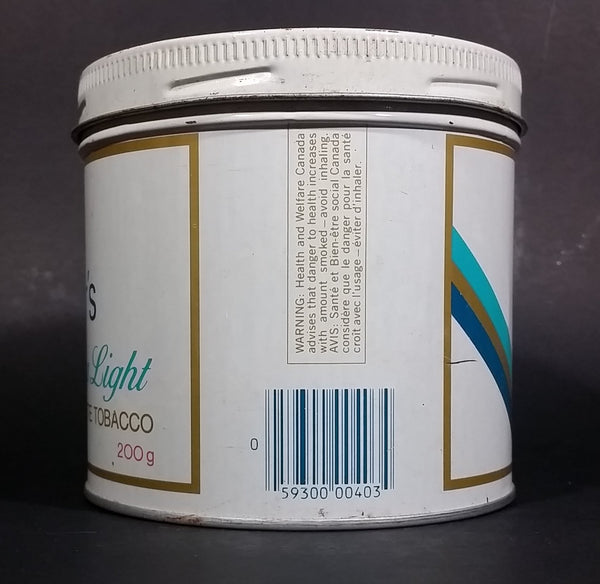 's
Light
TE TOBACCO
200g
WARNING: Health and Welfare Canada
advises that danger to health increases
with amount smoked – avoid inhaling.
AVIS: Santé et Bien-être social Canada
considère que le danger pour la santé
croît avec l'usage – éviter d'inhaler.
0
59300 00403